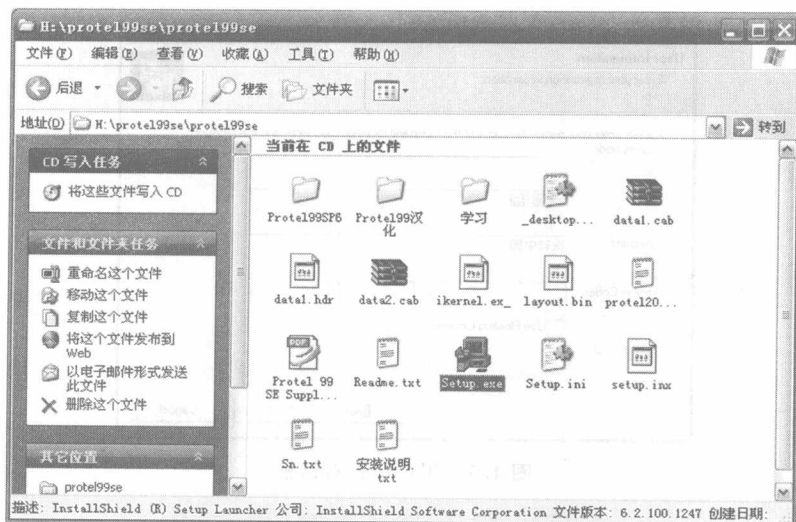 H:\protel99se\protel99se
文件(F) 编辑(E) 查看(V) 收藏(A) 工具(T) 帮助(H)
后退 搜索 文件夹
地址(D) H:\protel99se\protel99se 转到
CD 写入任务
将这些文件写入 CD
文件和文件夹任务
重命名这个文件
移动这个文件
复制这个文件
将这个文件发布到
Web
以电子邮件形式发送
此文件
删除这个文件
其它位置
protel99se
当前在 CD 上的文件
Protel99SP6 Protel99汉化 学习 _desktop... data1.cab
data1.hdr data2.cab ikernel.ex_ layout.bin protel20...
PDF
Protel 99 SE Suppl... Readme.txt Setup.exe Setup.ini setup.inx
Sn.txt 安装说明.txt
描述: InstallShield (R) Setup Launcher 公司: InstallShield Software Corporation 文件版本: 6.2.100.1247 创建日期: